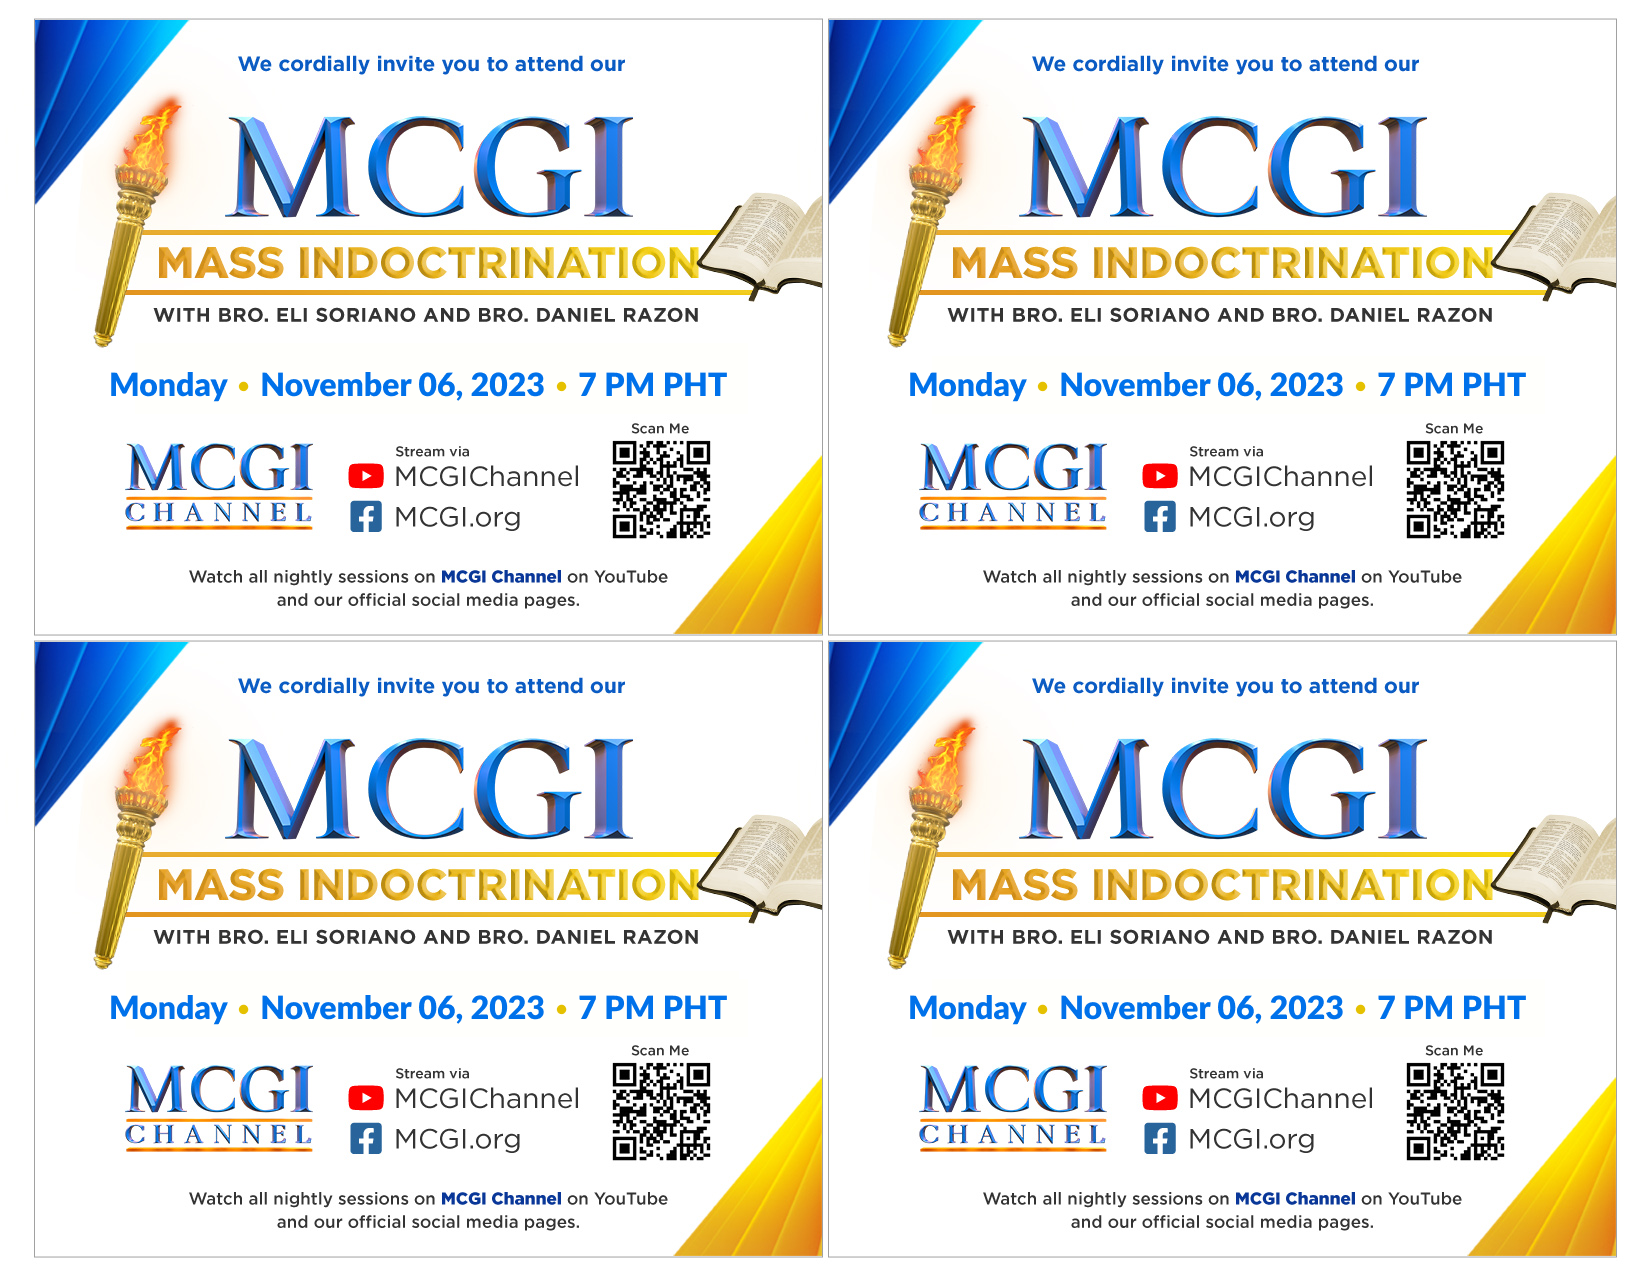 We cordially invite you to attend our
MCGI
MASS INDOCTRINATION
WITH BRO. ELI SORIANO AND BRO. DANIEL RAZON
Monday • November 06, 2023 • 7 PM PHT
MCGI
CHANNEL
Stream via
MCGIChannel
MCGI.org
Scan Me
Watch all nightly sessions on MCGI Channel on YouTube
and our official social media pages.
We cordially invite you to attend our
MCGI
MASS INDOCTRINATION
WITH BRO. ELI SORIANO AND BRO. DANIEL RAZON
Monday • November 06, 2023 • 7 PM PHT
MCGI
CHANNEL
Stream via
MCGIChannel
MCGI.org
Scan Me
Watch all nightly sessions on MCGI Channel on YouTube
and our official social media pages.
We cordially invite you to attend our
MCGI
MASS INDOCTRINATION
WITH BRO. ELI SORIANO AND BRO. DANIEL RAZON
Monday • November 06, 2023 • 7 PM PHT
MCGI
CHANNEL
Stream via
MCGIChannel
MCGI.org
Scan Me
Watch all nightly sessions on MCGI Channel on YouTube
and our official social media pages.
We cordially invite you to attend our
MCGI
MASS INDOCTRINATION
WITH BRO. ELI SORIANO AND BRO. DANIEL RAZON
Monday • November 06, 2023 • 7 PM PHT
MCGI
CHANNEL
Stream via
MCGIChannel
MCGI.org
Scan Me
Watch all nightly sessions on MCGI Channel on YouTube
and our official social media pages.